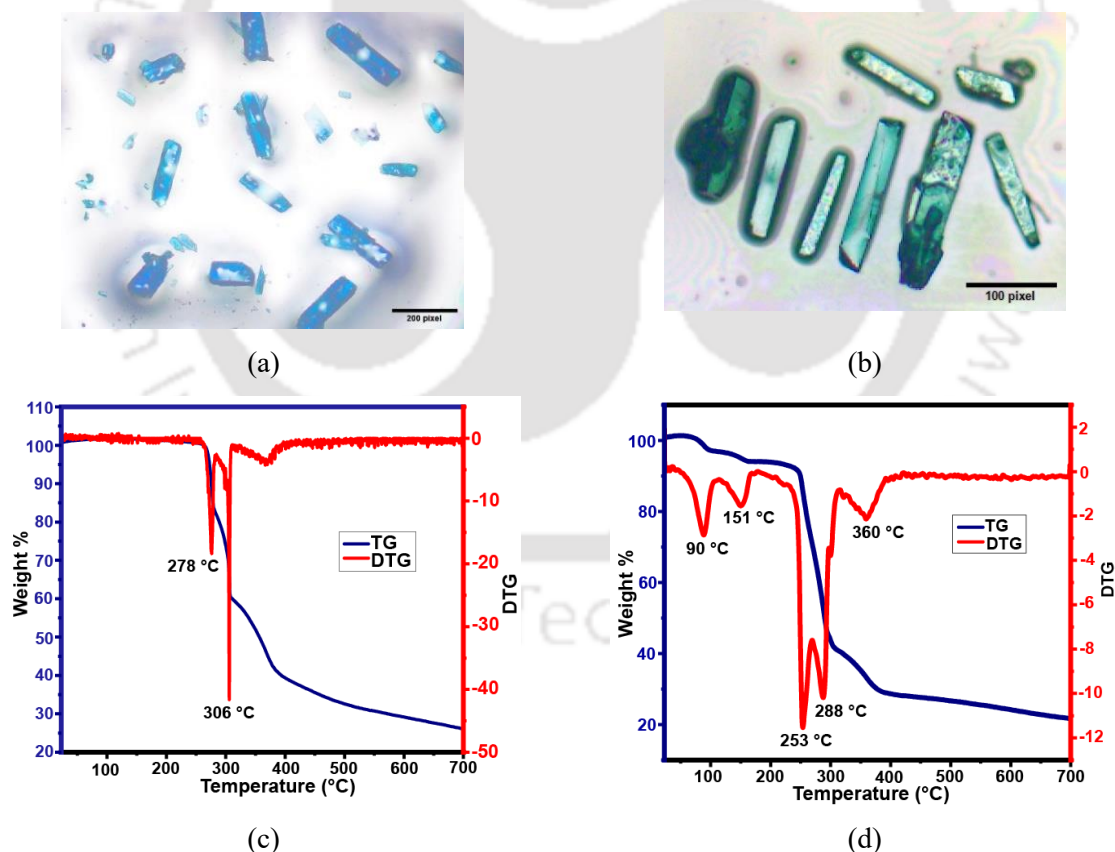 200 pixel
100 pixel
(a)
(b)
110
100
90
80
70
60
50
40
30
20
Weight %
0
-10
-20
-30
-40
-50
DTG
TG
DTG
278 °C
306 °C
100 200 300 400 500 600 700
Temperature (°C)
100
80
60
40
20
Weight %
2
0
-2
-4
-6
-8
-10
-12
DTG
TG
DTG
90 °C
151 °C
360 °C
253 °C
288 °C
100 200 300 400 500 600 700
Temperature (°C)
(c)
(d)
Tec